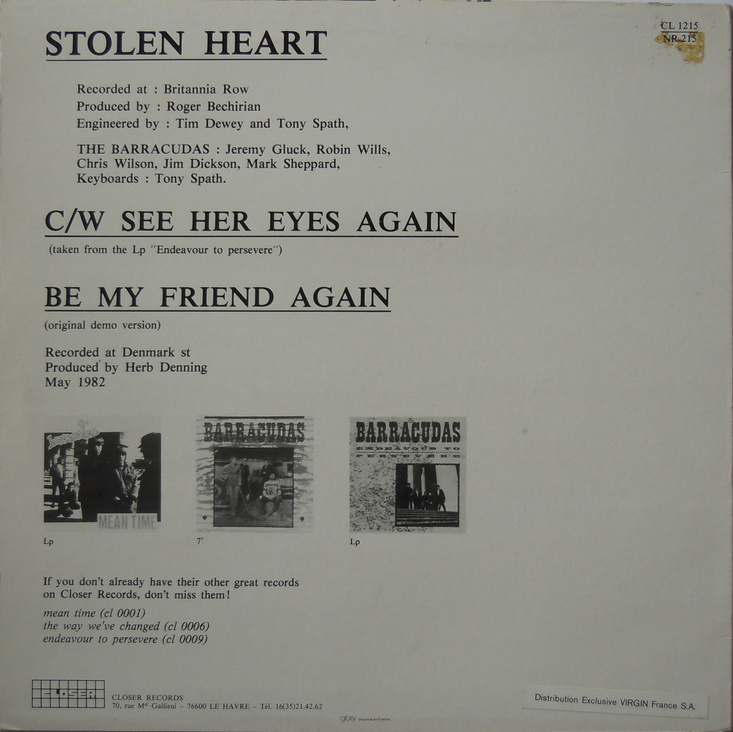 STOLEN HEART
CL 1215
NR 215
Recorded at : Britannia Row
Produced by : Roger Bechirian
Engineered by : Tim Dewey and Tony Spath,
THE BARRACUDAS : Jeremy Gluck, Robin Wills,
Chris Wilson, Jim Dickson, Mark Sheppard,
Keyboards : Tony Spath.
C/W SEE HER EYES AGAIN
(taken from the Lp "Endeavour to persevere")
BE MY FRIEND AGAIN
(original demo version)
Recorded at Denmark st
Produced by Herb Denning
May 1982
MEAN TIME
BARRACUDAS
BARRACUDAS
ENDEAVOUR TO
PERSEVERE
Lp
7'
Lp
If you don't already have their other great records
on Closer Records, don't miss them !
mean time (cl 0001)
the way we've changed (cl 0006)
endeavour to persevere (cl 0009)
CLOSER
CLOSER RECORDS
70, rue Mal Gallieni – 76600 LE HAVRE – Tél. 16(35)21.42.62
Distribution Exclusive VIRGIN France S.A.
glory